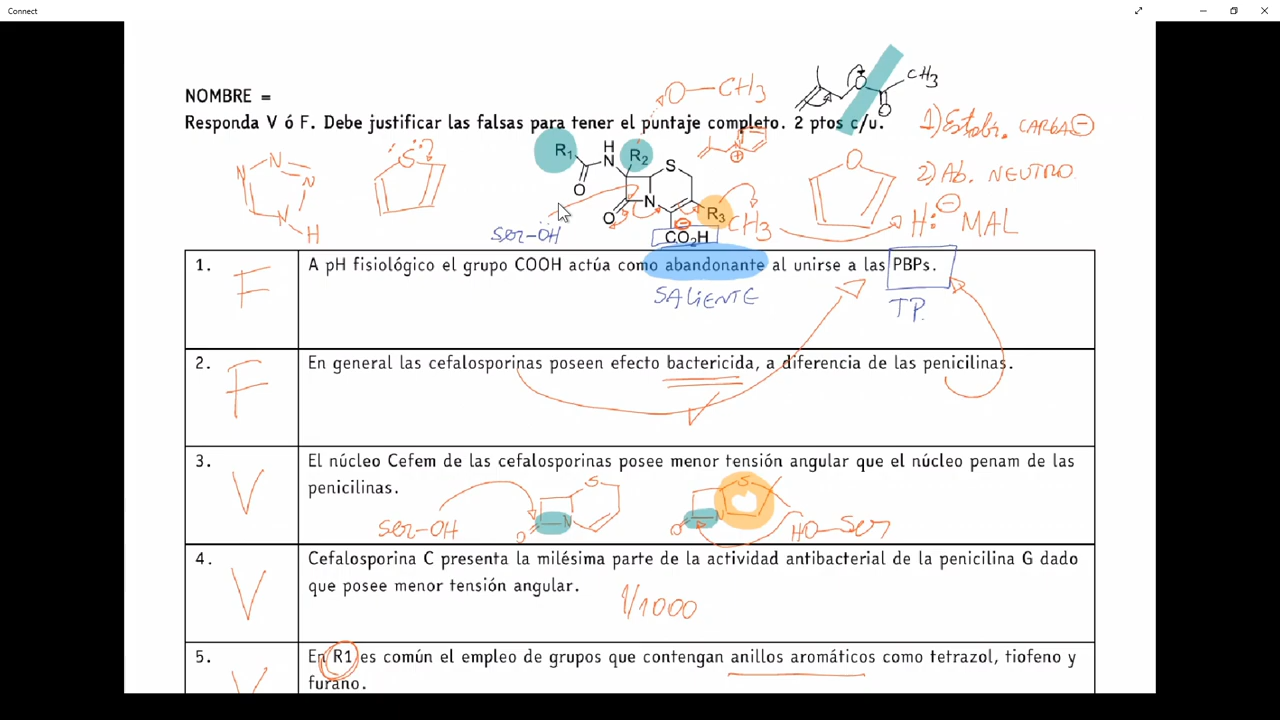 Connect
CH3
O—CH3
O
O
NOMBRE =
Responda V ó F. Debe justificar las falsas para tener el puntaje completo. 2 ptos c/u.
1) Estab. CARGA ⊖
2) Ab. NEUTRO
H:⊖ MAL
N N N N H
S
R1 H N R2 S
O
O N R3 CH3
CO2H
O
Ser-OH
1. F A pH fisiológico el grupo COOH actúa como abandonante al unirse a las PBPs.
SALIENTE TP.
2. F En general las cefalosporinas poseen efecto bactericida, a diferencia de las penicilinas.
3. V El núcleo Cefem de las cefalosporinas posee menor tensión angular que el núcleo penam de las
penicilinas.
Ser-OH O N S O N S HO-Ser
4. V Cefalosporina C presenta la milésima parte de la actividad antibacterial de la penicilina G dado
que posee menor tensión angular.
1/1000
5. V En R1 es común el empleo de grupos que contengan anillos aromáticos como tetrazol, tiofeno y
furano.